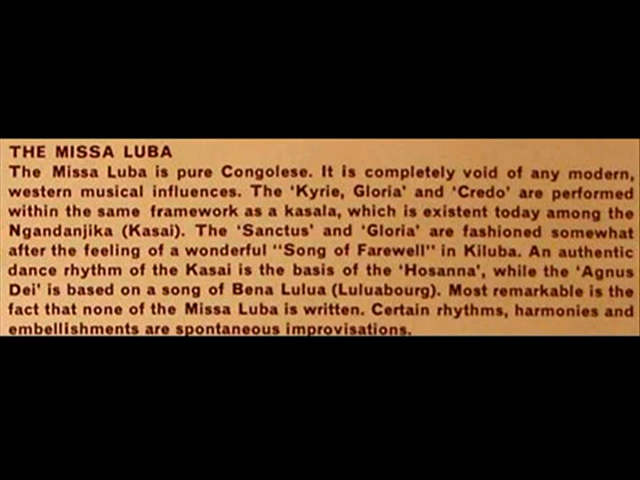 THE MISSA LUBA
The Missa Luba is pure Congolese. It is completely void of any modern,
western musical influences. The 'Kyrie, Gloria' and 'Credo' are performed
within the same framework as a kasala, which is existent today among the
Ngandanjika (Kasai). The 'Sanctus' and 'Gloria' are fashioned somewhat
after the feeling of a wonderful "Song of Farewell" in Kiluba. An authentic
dance rhythm of the Kasai is the basis of the 'Hosanna', while the 'Agnus
Dei' is based on a song of Bena Lulua (Luluabourg). Most remarkable is the
fact that none of the Missa Luba is written. Certain rhythms, harmonies and
embellishments are spontaneous improvisations.